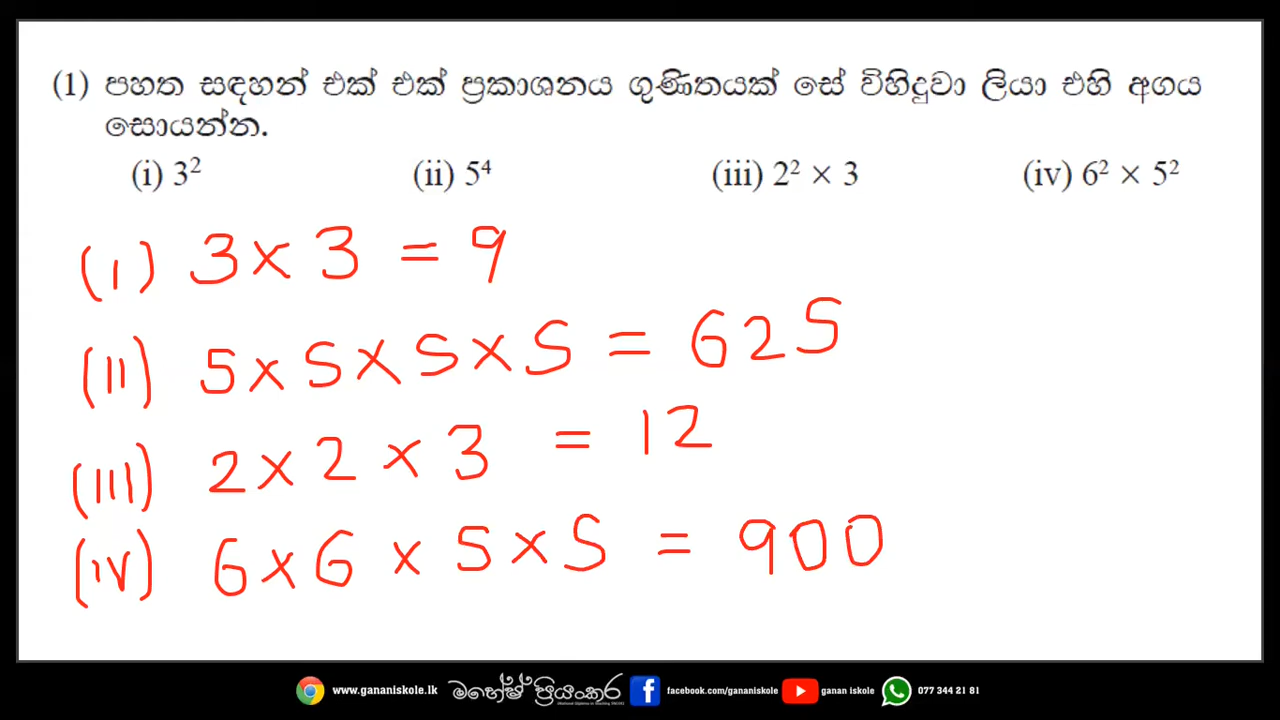 (1) පහත සඳහන් එක් එක් ප්‍රකාශනය ගුණිතයක් සේ විහිදුවා ලියා එහි අගය
සොයන්න.
(i) 3² (ii) 5⁴ (iii) 2² × 3 (iv) 6² × 5²
(i) 3 × 3 = 9
(ii) 5 × 5 × 5 × 5 = 625
(iii) 2 × 2 × 3 = 12
(iv) 6 × 6 × 5 × 5 = 900
www.gananiskole.lk මහේෂ් ප්‍රියංකර facebook.com/gananiskole ganan iskole 077 344 21 81